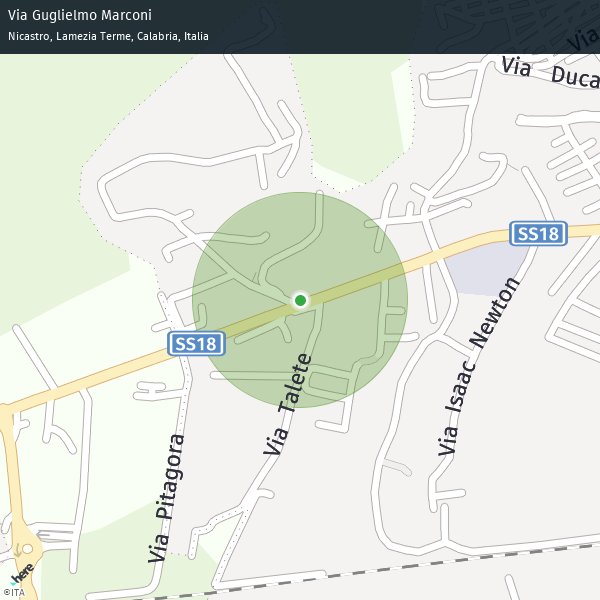 Via Guglielmo Marconi
Nicastro, Lamezia Terme, Calabria, Italia
Via
Via Duca
SS18
SS18
Via Isaac Newton
Via Talete
Via Pitagora
here
©ITA